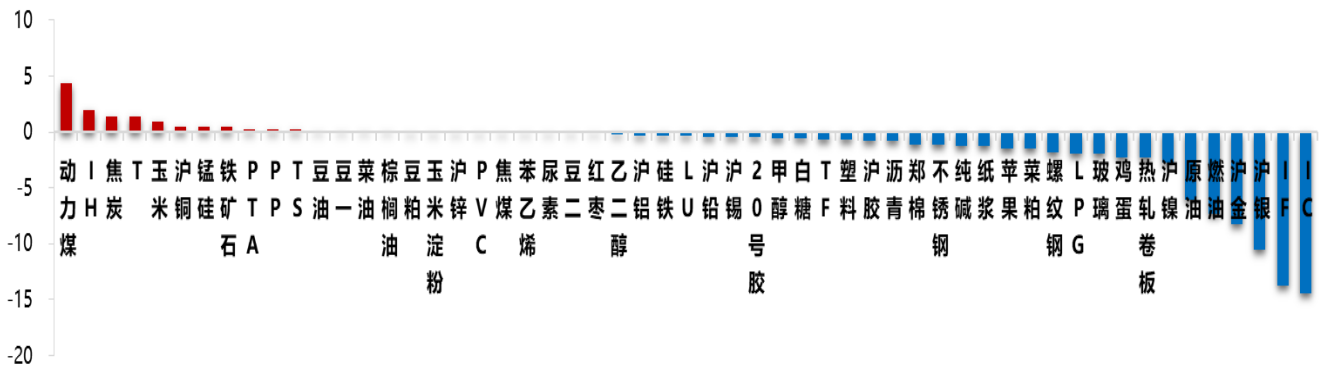 10
5
0
-5
-10
-15
-20
动力煤
IH
焦炭
T
玉米
沪铜
锰硅
铁矿石
PTA
PP
TS
豆油
豆一
菜油
棕榈油
豆粕
玉米淀粉
沪锌
PVC
焦煤
苯乙烯
尿素
豆二
红枣
乙二醇
沪铝
硅铁
LU
沪铅
沪锡
20号胶
甲醇
白糖
TF
塑料
沪胶
沥青
郑棉
不锈钢
纯碱
纸浆
苹果
菜粕
螺纹钢
LPG
玻璃
鸡蛋
热轧卷板
沪镍
原油
燃油
沪金
沪银
IF
IC